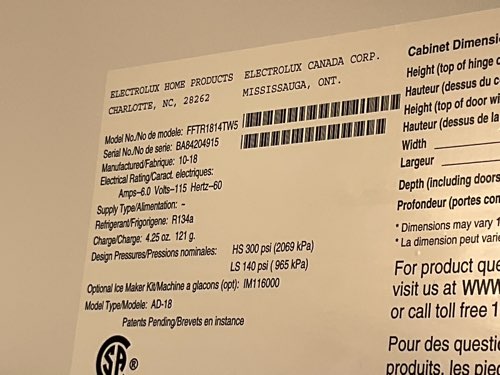 ELECTROLUX HOME PRODUCTS
CHARLOTTE, NC, 28262
ELECTROLUX CANADA CORP.
MISSISSAUGA, ONT.
Model No./No de modele: FFTR1814TW5
Serial No./No de serie: BA84204915
Manufactured/Fabrique: 10-18
Electrical Rating/Caract. electriques:
Amps-6.0 Volts-115 Hertz-60
Supply Type/Alimentation: -
Refrigerant/Frigorigene: R134a
Charge/Charge: 4.25 oz. 121 g.
Design Pressures/Pressions nominales: HS 300 psi (2069 kPa)
LS 140 psi ( 965 kPa)
Optional Ice Maker Kit/Machine a glacons (opt): IM116000
Model Type/Modele: AD-18
Patents Pending/Brevets en instance
Cabinet Dimensi
Height (top of hinge
Hauteur (dessus du c
Height (top of door wi
Hauteur (dessus de la
Width
Largeur
Depth (including doors
Profondeur (portes com
* Dimensions may vary 1
* La dimension peut varie
For product que
visit us at WWW
or call toll free 1
Pour des questi
produits, les piec